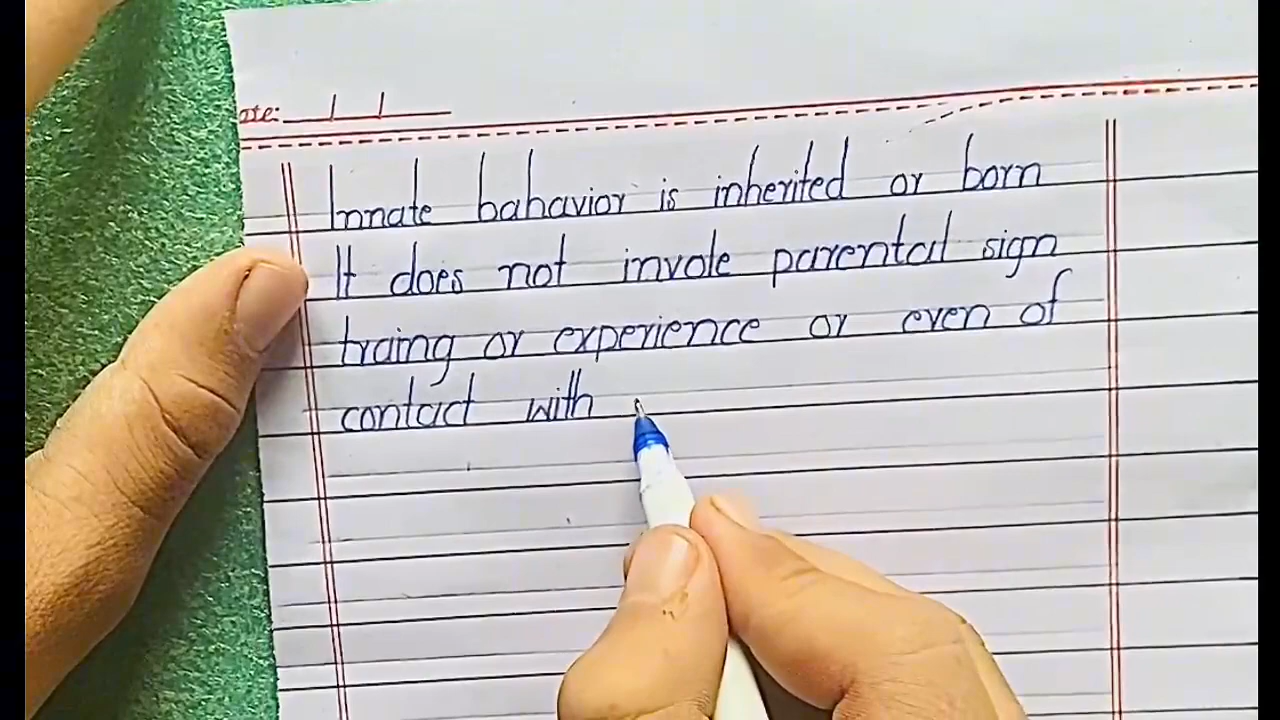 ate: / /
Innate bahavior is inherited or born
It does not invole parental sign
traing or experience or even of
contact with